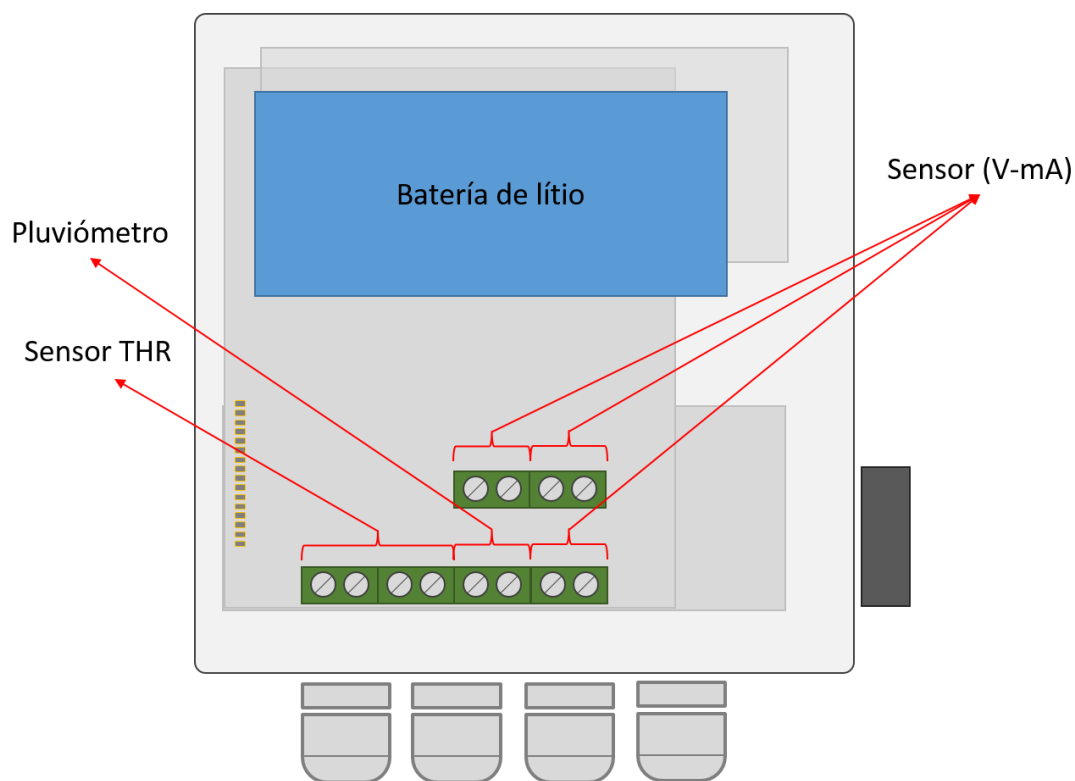 Sensor (V-mA)
Batería de lítio
Pluviómetro
Sensor THR